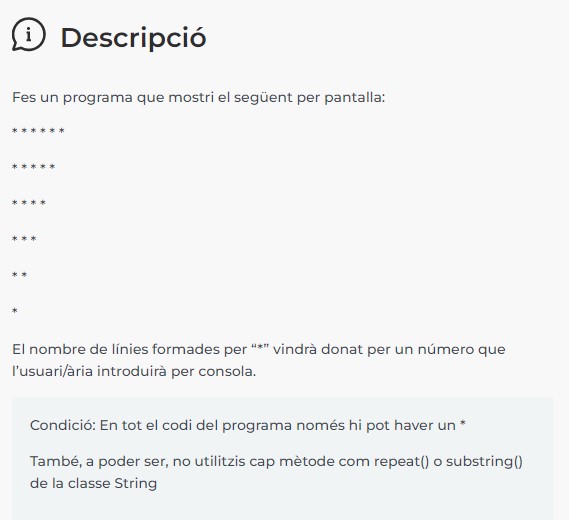 Descripció
Fes un programa que mostri el següent per pantalla:
* * * * * *
* * * * *
* * * *
* * *
* *
*
El nombre de línies formades per “*” vindrà donat per un número que
l’usuari/ària introduirà per consola.
Condició: En tot el codi del programa només hi pot haver un *
També, a poder ser, no utilitzis cap mètode com repeat() o substring()
de la classe String